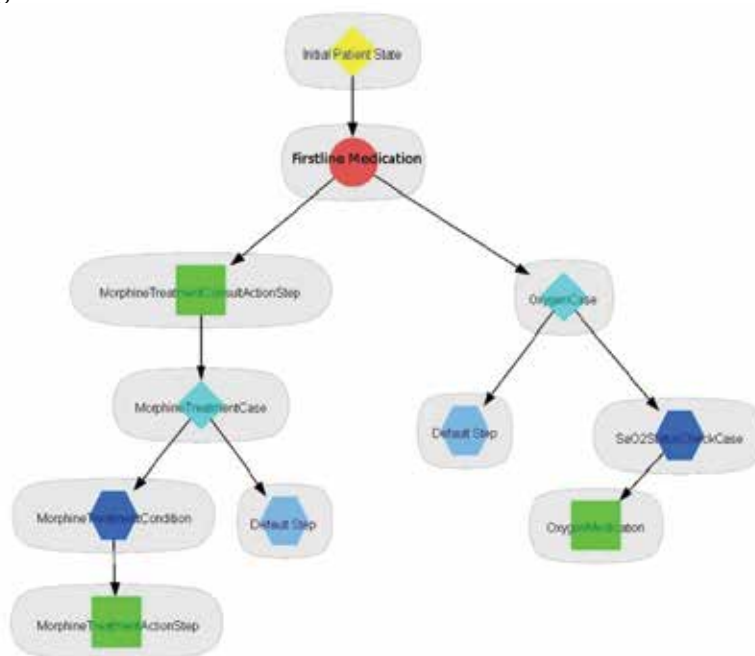 Initial Patient State
Firstline Medication
MorphineTreatmentConsultActionStep
OxygenCase
MorphineTreatmentCase
Default Step
SaO2StatusCheckCase
MorphineTreatmentCondition
Default Step
OxygenMedication
MorphineTreatmentActionStep